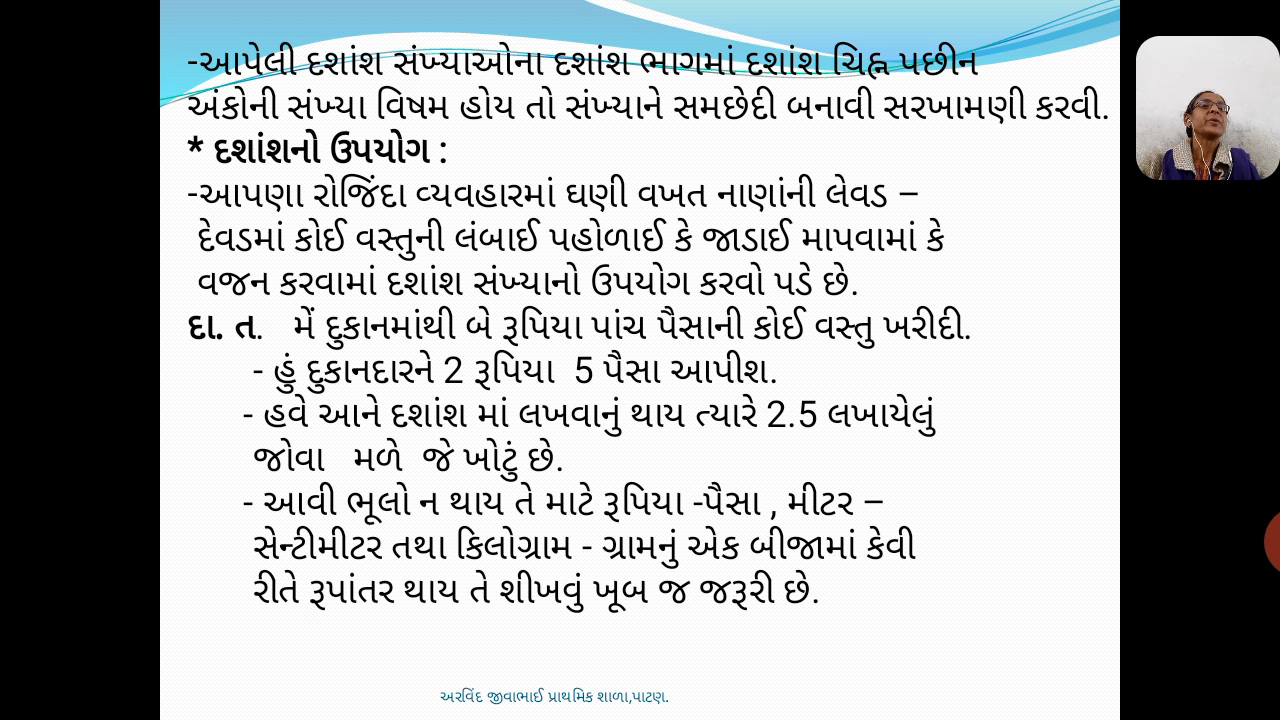 -આપેલી દશાંશ સંખ્યાઓના દશાંશ ભાગમાં દશાંશ ચિહ્ન પછીન
અંકોની સંખ્યા વિષમ હોય તો સંખ્યાને સમછેદી બનાવી સરખામણી કરવી.
* દશાંશનો ઉપયોગ :
-આપણા રોજિંદા વ્યવહારમાં ઘણી વખત નાણાંની લેવડ –
દેવડમાં કોઈ વસ્તુની લંબાઈ પહોળાઈ કે જાડાઈ માપવામાં કે
વજન કરવામાં દશાંશ સંખ્યાનો ઉપયોગ કરવો પડે છે.
દા. ત. મેં દુકાનમાંથી બે રૂપિયા પાંચ પૈસાની કોઈ વસ્તુ ખરીદી.
- હું દુકાનદારને 2 રૂપિયા 5 પૈસા આપીશ.
- હવે આને દશાંશ માં લખવાનું થાય ત્યારે 2.5 લખાયેલું
જોવા મળે જે ખોટું છે.
- આવી ભૂલો ન થાય તે માટે રૂપિયા -પૈસા , મીટર –
સેન્ટીમીટર તથા કિલોગ્રામ - ગ્રામનું એક બીજામાં કેવી
રીતે રૂપાંતર થાય તે શીખવું ખૂબ જ જરૂરી છે.
અરવિંદ જીવાભાઈ પ્રાથમિક શાળા,પાટણ.